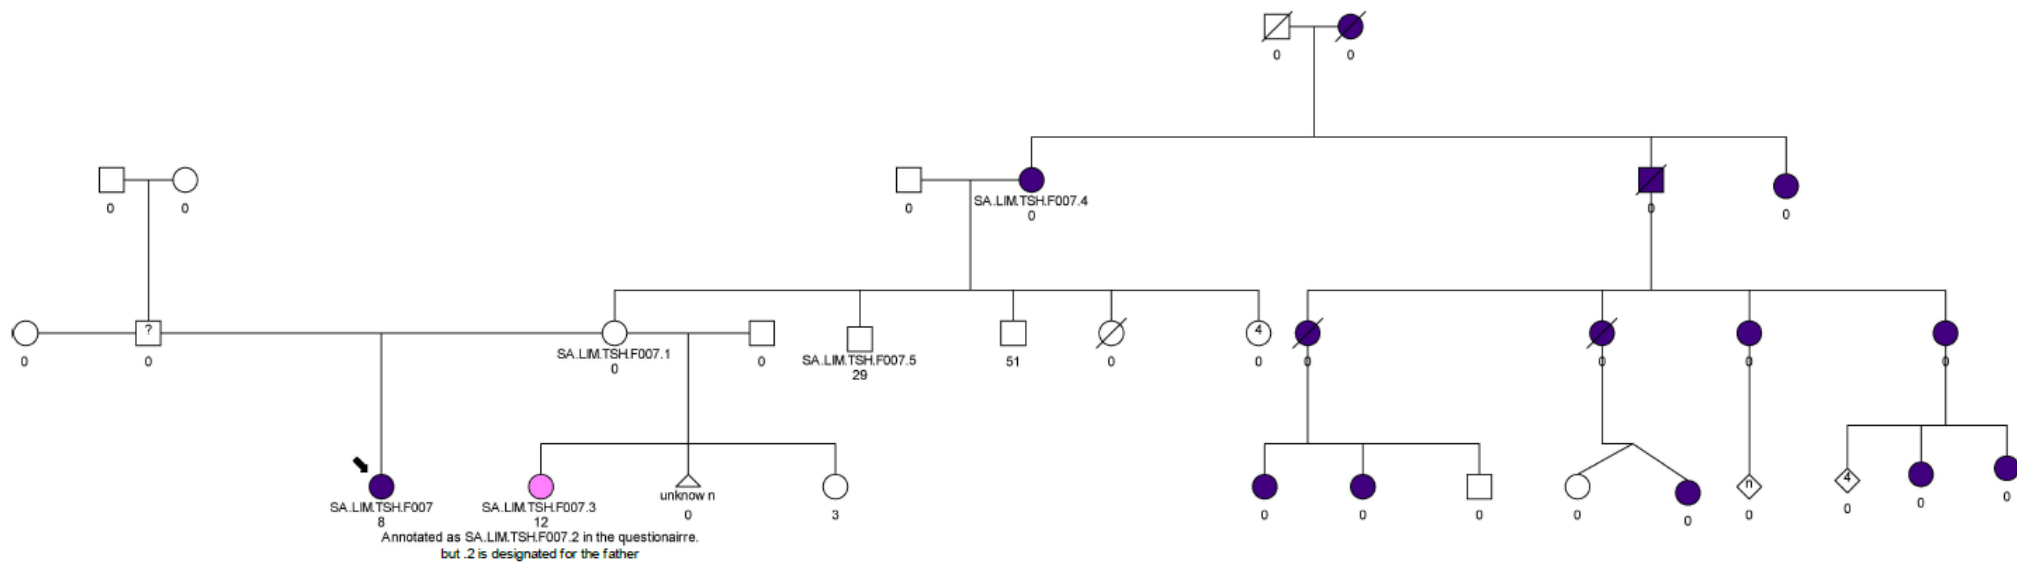 0 0
0 0 0 SA.LIM.TSH.F007.4 0 0
0
? 4
0 0 SA.LIM.TSH.F007.1 0 SA.LIM.TSH.F007.5 51 0 0 0 0 0 0
0 29
n 4
SA.LIM.TSH.F007 SA.LIM.TSH.F007.3 unknow n 0 0 0 0 0 0 0 0 0
8 12 0 3 0
Annotated as SA.LIM.TSH.F007.2 in the questionairre.
but .2 is designated for the father